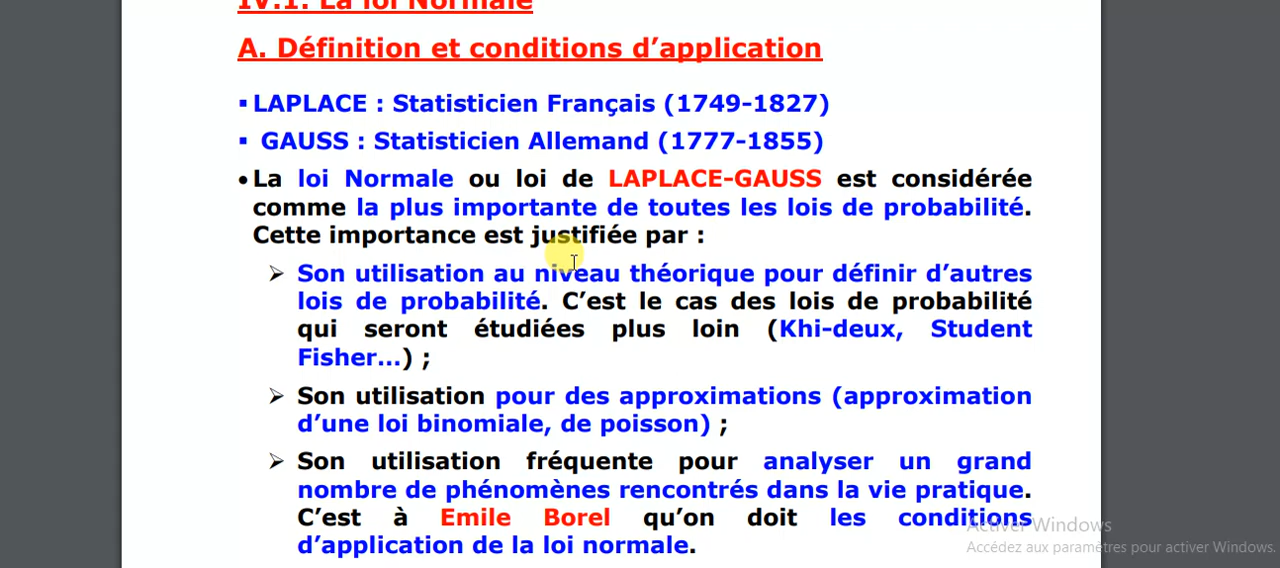 IV.1. La loi Normale
A. Définition et conditions d’application
▪ LAPLACE : Statisticien Français (1749-1827)
▪ GAUSS : Statisticien Allemand (1777-1855)
• La loi Normale ou loi de LAPLACE-GAUSS est considérée
comme la plus importante de toutes les lois de probabilité.
Cette importance est justifiée par :
➢ Son utilisation au niveau théorique pour définir d’autres
lois de probabilité. C’est le cas des lois de probabilité
qui seront étudiées plus loin (Khi-deux, Student
Fisher...) ;
➢ Son utilisation pour des approximations (approximation
d’une loi binomiale, de poisson) ;
➢ Son utilisation fréquente pour analyser un grand
nombre de phénomènes rencontrés dans la vie pratique.
C’est à Emile Borel qu’on doit les conditions
d’application de la loi normale.
Activer Windows
Accédez aux paramètres pour activer Windows.